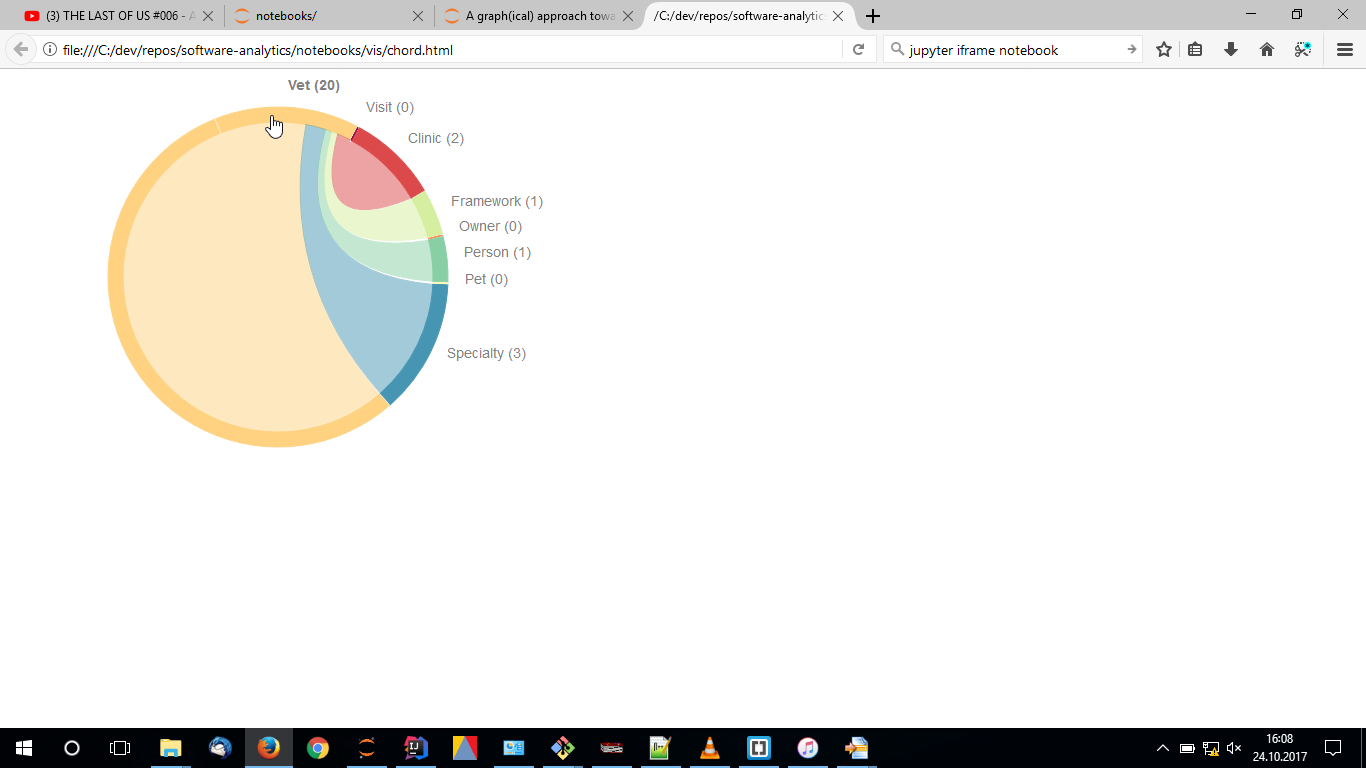 (3) THE LAST OF US #006 - A
notebooks/
A graph(ical) approach towa
/C:/dev/repos/software-analytic
file:///C:/dev/repos/software-analytics/notebooks/vis/chord.html
jupyter iframe notebook
Vet (20)
Visit (0)
Clinic (2)
Framework (1)
Owner (0)
Person (1)
Pet (0)
Specialty (3)
16:08
24.10.2017